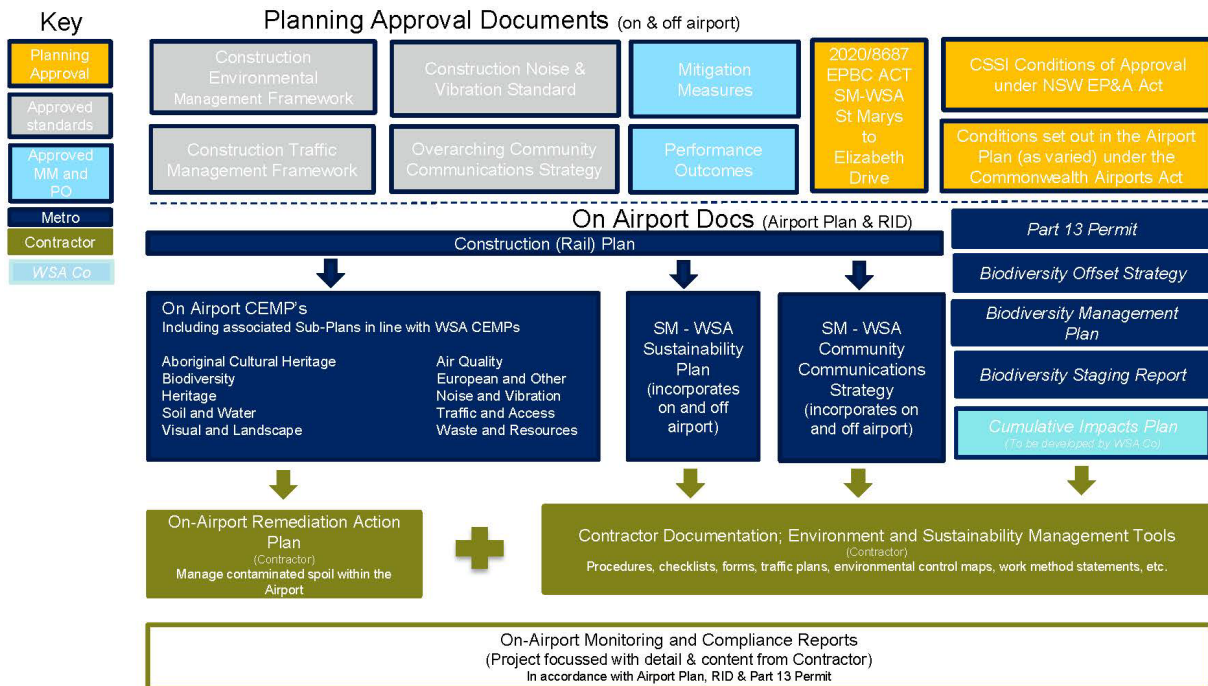 Key
Planning
Approval
Approved
standards
Approved
MM and
PO
Metro
Contractor
WSA Co
Planning Approval Documents (on & off airport)
Construction
Environmental
Management Framework
Construction Noise &
Vibration Standard
Mitigation
Measures
2020/8687
EPBC ACT
SM-WSA
St Marys
to
Elizabeth
Drive
CSSI Conditions of Approval
under NSW EP&A Act
Construction Traffic
Management Framework
Overarching Community
Communications Strategy
Performance
Outcomes
Conditions set out in the Airport
Plan (as varied) under the
Commonwealth Airports Act
On Airport Docs (Airport Plan & RID)
Construction (Rail) Plan
Part 13 Permit
Biodiversity Offset Strategy
Biodiversity Management
Plan
Biodiversity Staging Report
Cumulative Impacts Plan
(To be developed by WSA Co)
On Airport CEMP's
Including associated Sub-Plans in line with WSA CEMPs
Aboriginal Cultural Heritage
Biodiversity
Heritage
Soil and Water
Visual and Landscape
Air Quality
European and Other
Noise and Vibration
Traffic and Access
Waste and Resources
SM - WSA
Sustainability
Plan
(incorporates
on and off
airport)
SM - WSA
Community
Communications
Strategy
(incorporates on
and off airport)
On-Airport Remediation Action
Plan
(Contractor)
Manage contaminated spoil within the
Airport
Contractor Documentation; Environment and Sustainability Management Tools
(Contractor)
Procedures, checklists, forms, traffic plans, environmental control maps, work method statements, etc.
On-Airport Monitoring and Compliance Reports
(Project focussed with detail & content from Contractor)
In accordance with Airport Plan, RID & Part 13 Permit